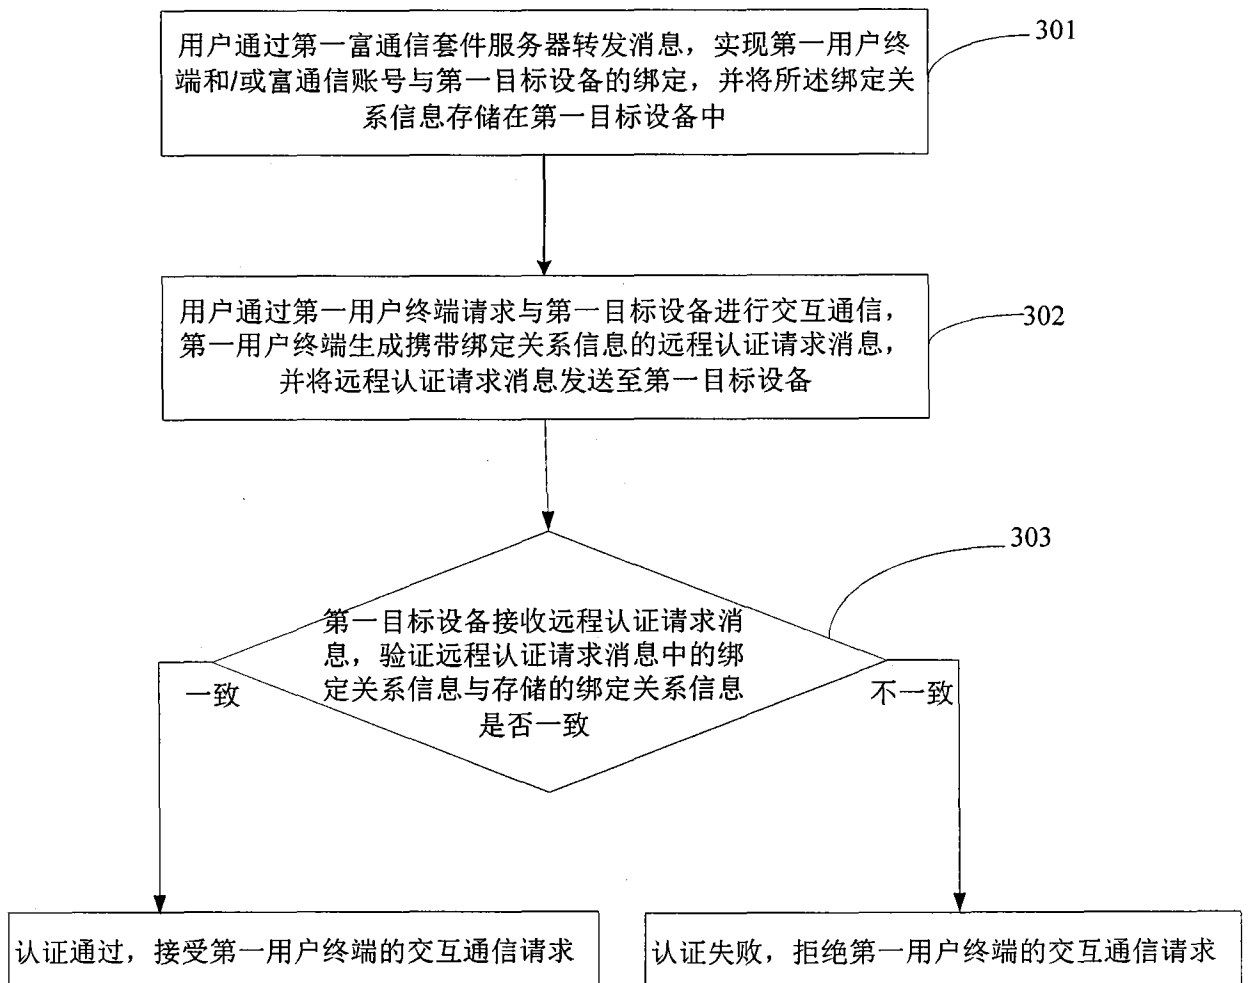 用户通过第一富通信套件服务器转发消息，实现第一用户终
端和/或富通信账号与第一目标设备的绑定，并将所述绑定关
系信息存储在第一目标设备中
301
用户通过第一用户终端请求与第一目标设备进行交互通信，
第一用户终端生成携带绑定关系信息的远程认证请求消息，
并将远程认证请求消息发送至第一目标设备
302
303
第一目标设备接收远程认证请求消
息，验证远程认证请求消息中的绑
定关系信息与存储的绑定关系信息
是否一致
一致
不一致
认证通过，接受第一用户终端的交互通信请求
认证失败，拒绝第一用户终端的交互通信请求